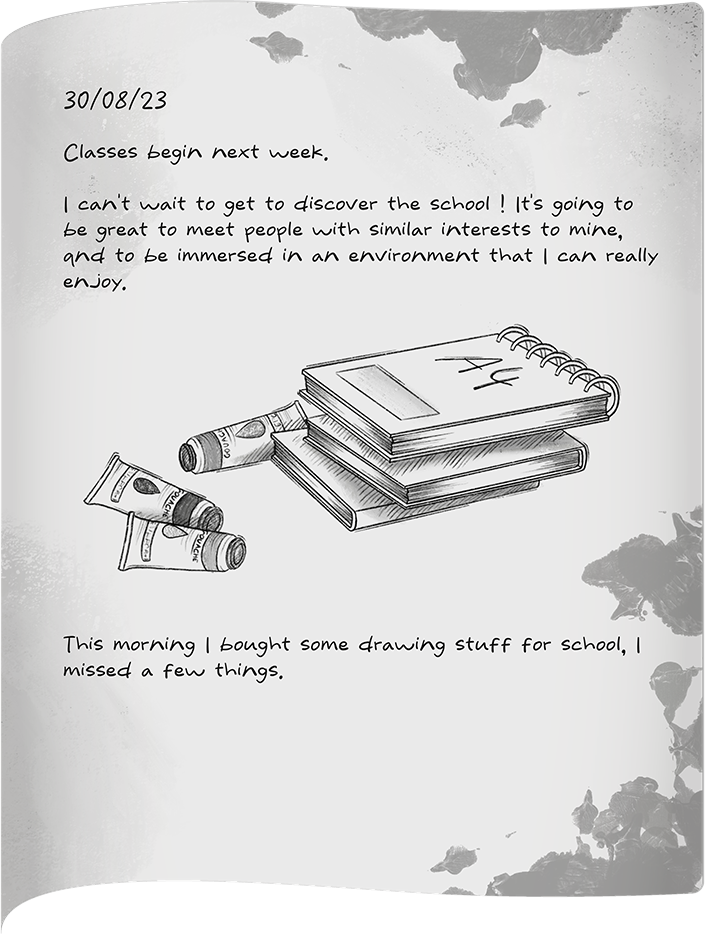 30/08/23
Classes begin next week.
I can't wait to get to discover the school ! It's going to
be great to meet people with similar interests to mine,
and to be immersed in an environment that I can really
enjoy.
A4
GOUACHE
GOUACHE
GOUACHE
This morning I bought some drawing stuff for school, I
missed a few things.